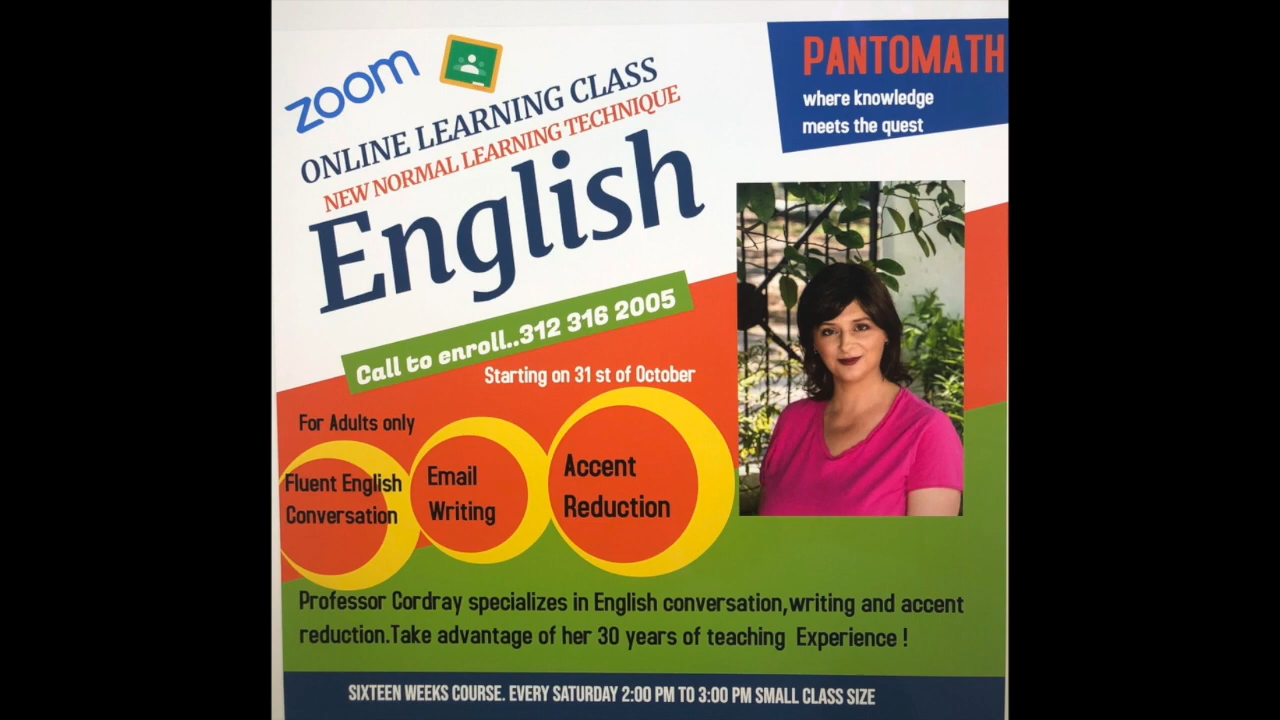 zoom
ONLINE LEARNING CLASS
NEW NORMAL LEARNING TECHNIQUE
English
PANTOMATH
where knowledge
meets the quest
Call to enroll..312 316 2005
Starting on 31 st of October
For Adults only
Fluent English
Conversation
Email
Writing
Accent
Reduction
Professor Cordray specializes in English conversation,writing and accent
reduction.Take advantage of her 30 years of teaching Experience !
SIXTEEN WEEKS COURSE. EVERY SATURDAY 2:00 PM TO 3:00 PM SMALL CLASS SIZE